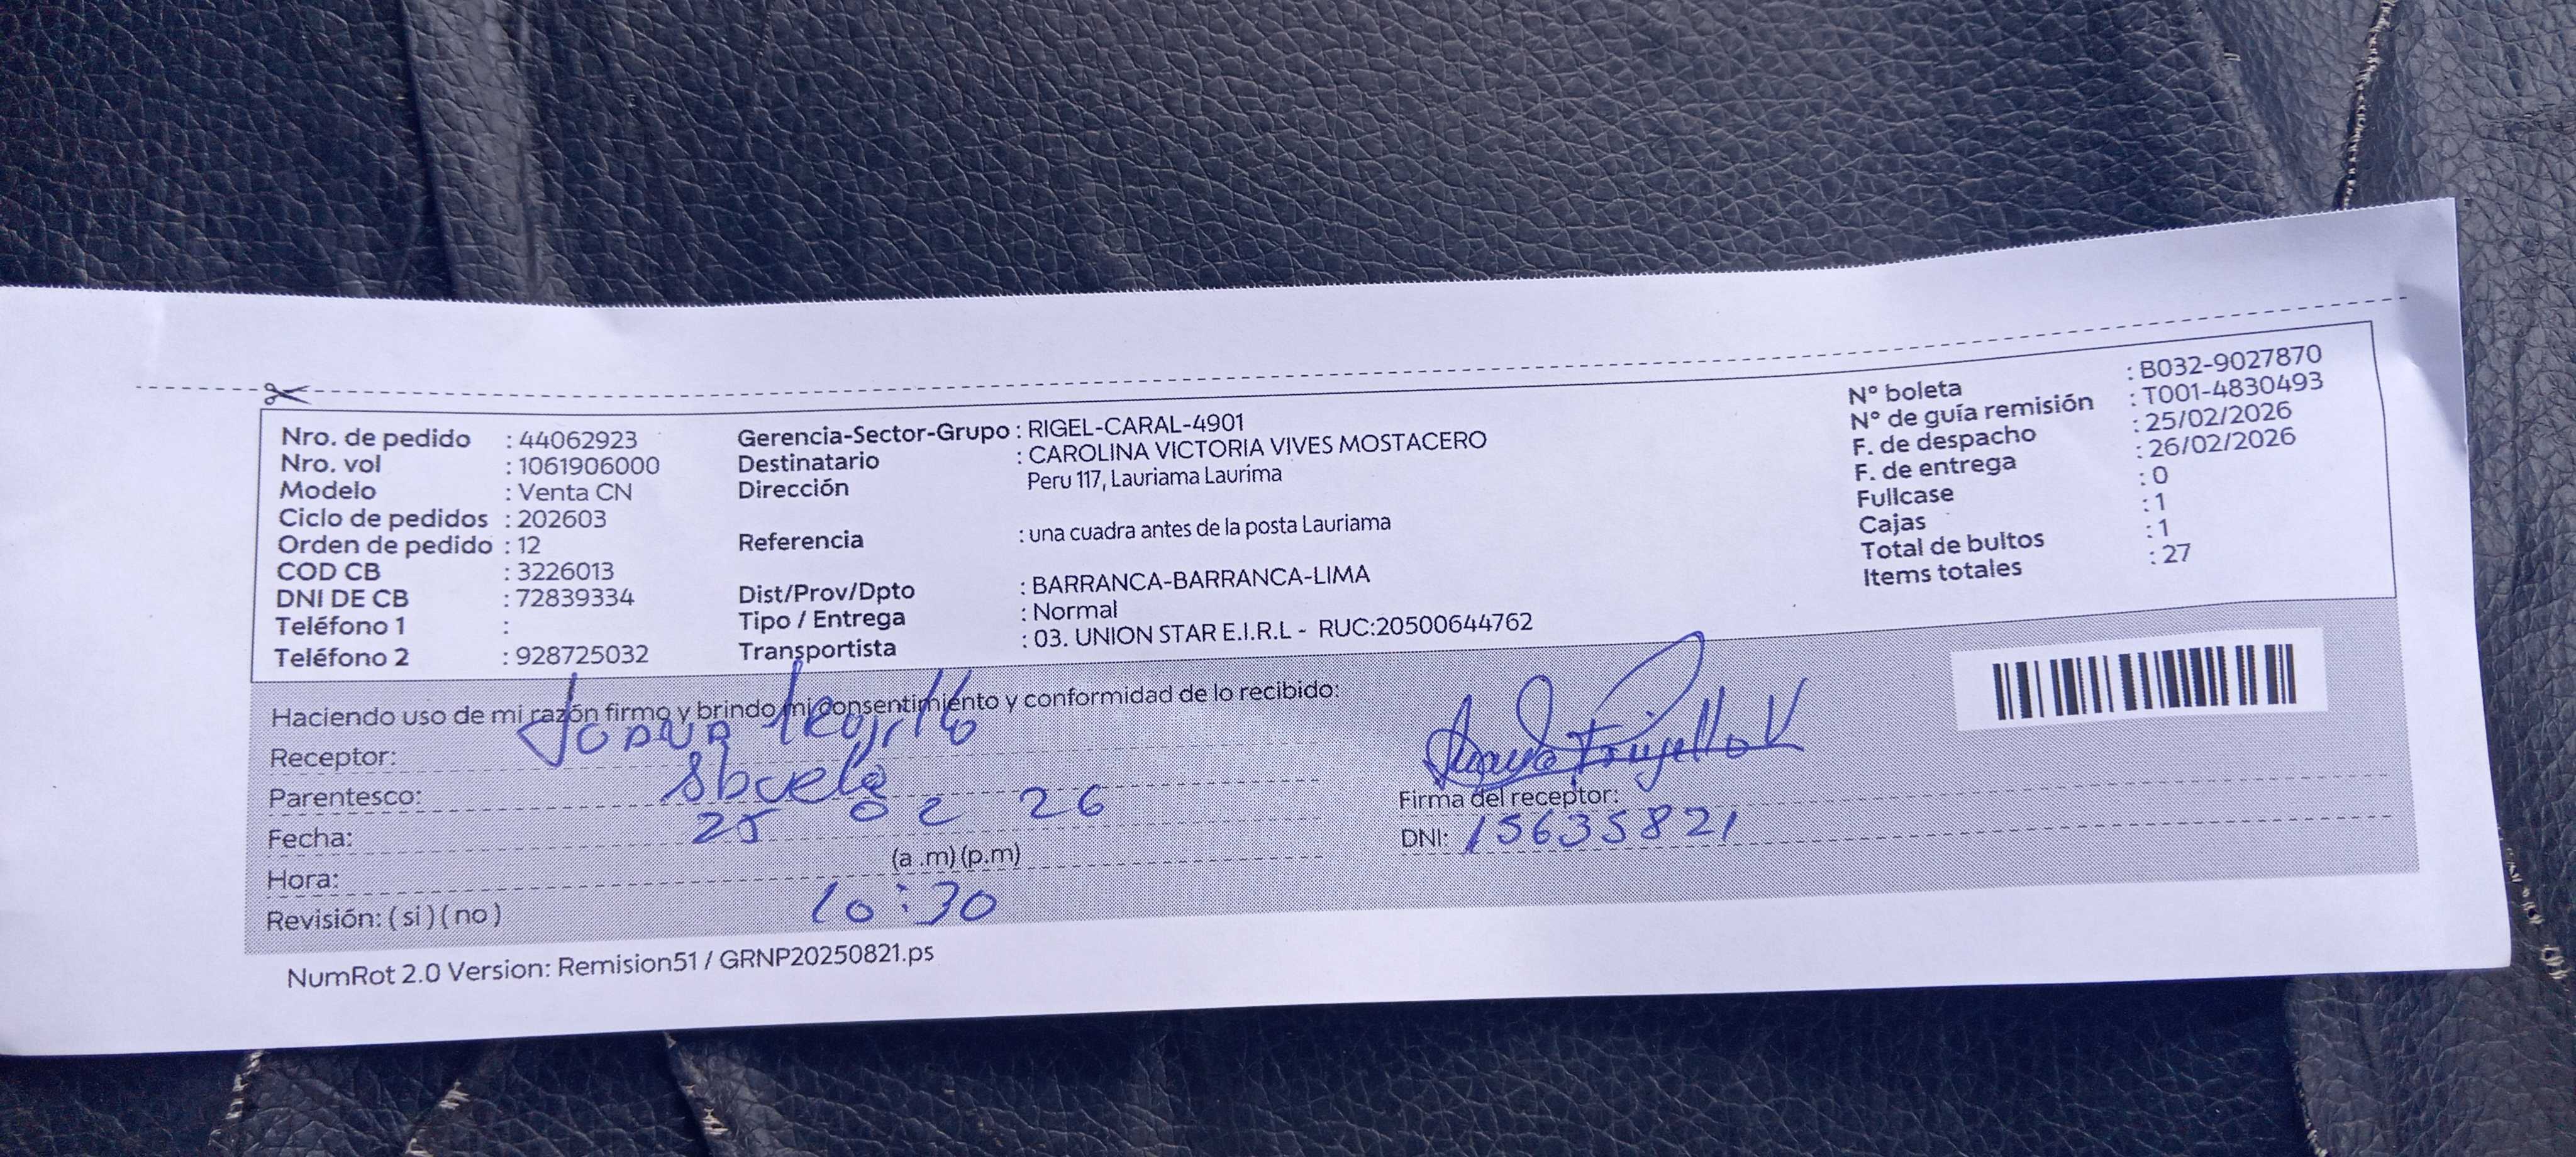 Nro. de pedido : 44062923
Nro. vol : 1061906000
Modelo : Venta CN
Ciclo de pedidos : 202603
Orden de pedido : 12
COD CB : 3226013
DNI DE CB : 72839334
Teléfono 1 :
Teléfono 2 : 928725032
Gerencia-Sector-Grupo : RIGEL-CARAL-4901
Destinatario : CAROLINA VICTORIA VIVES MOSTACERO
Dirección Peru 117, Lauriama Laurima
Referencia : una cuadra antes de la posta Lauriama
Dist/Prov/Dpto : BARRANCA-BARRANCA-LIMA
Tipo / Entrega : Normal
Transportista : 03. UNION STAR E.I.R.L - RUC:20500644762
N° boleta : B032-9027870
N° de guía remisión : T001-4830493
F. de despacho : 25/02/2026
F. de entrega : 26/02/2026
Fullcase : 0
Cajas : 1
Total de bultos : 1
Items totales : 27
Haciendo uso de mi razón firmo y brindo mi consentimiento y conformidad de lo recibido:
Receptor: Trujillo
Parentesco: Abuela
Fecha: 25 02 26
Hora: (a .m) (p.m)
10:30
Revisión: ( si ) ( no )
Trujillo V
Firma del receptor:
DNI: 15635821
NumRot 2.0 Version: Remision51 / GRNP20250821.ps